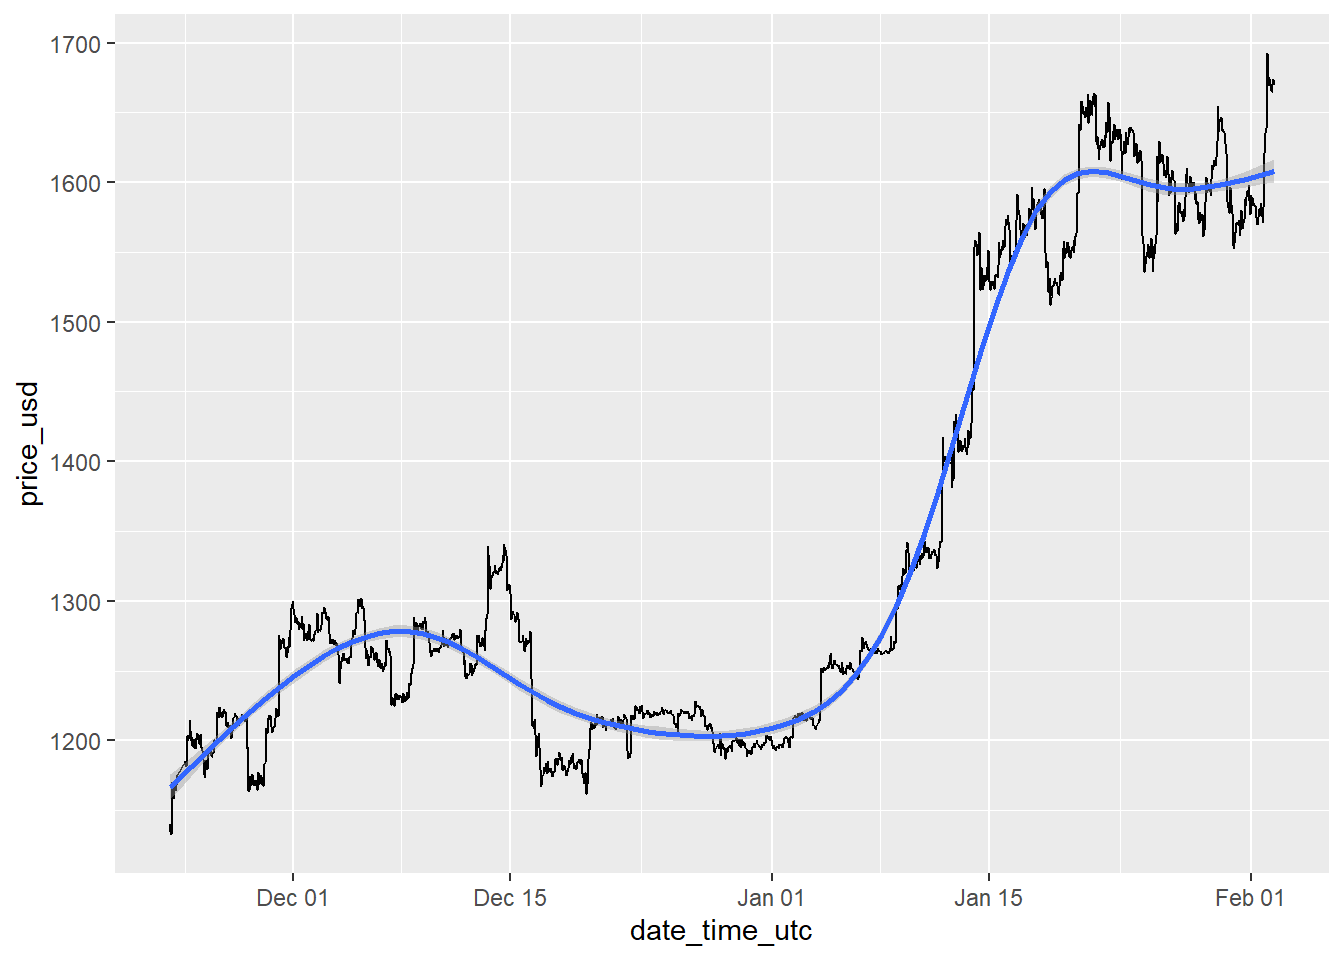 1700
1600
1500
1400
1300
1200
price_usd
Dec 01
Dec 15
Jan 01
Jan 15
Feb 01
date_time_utc